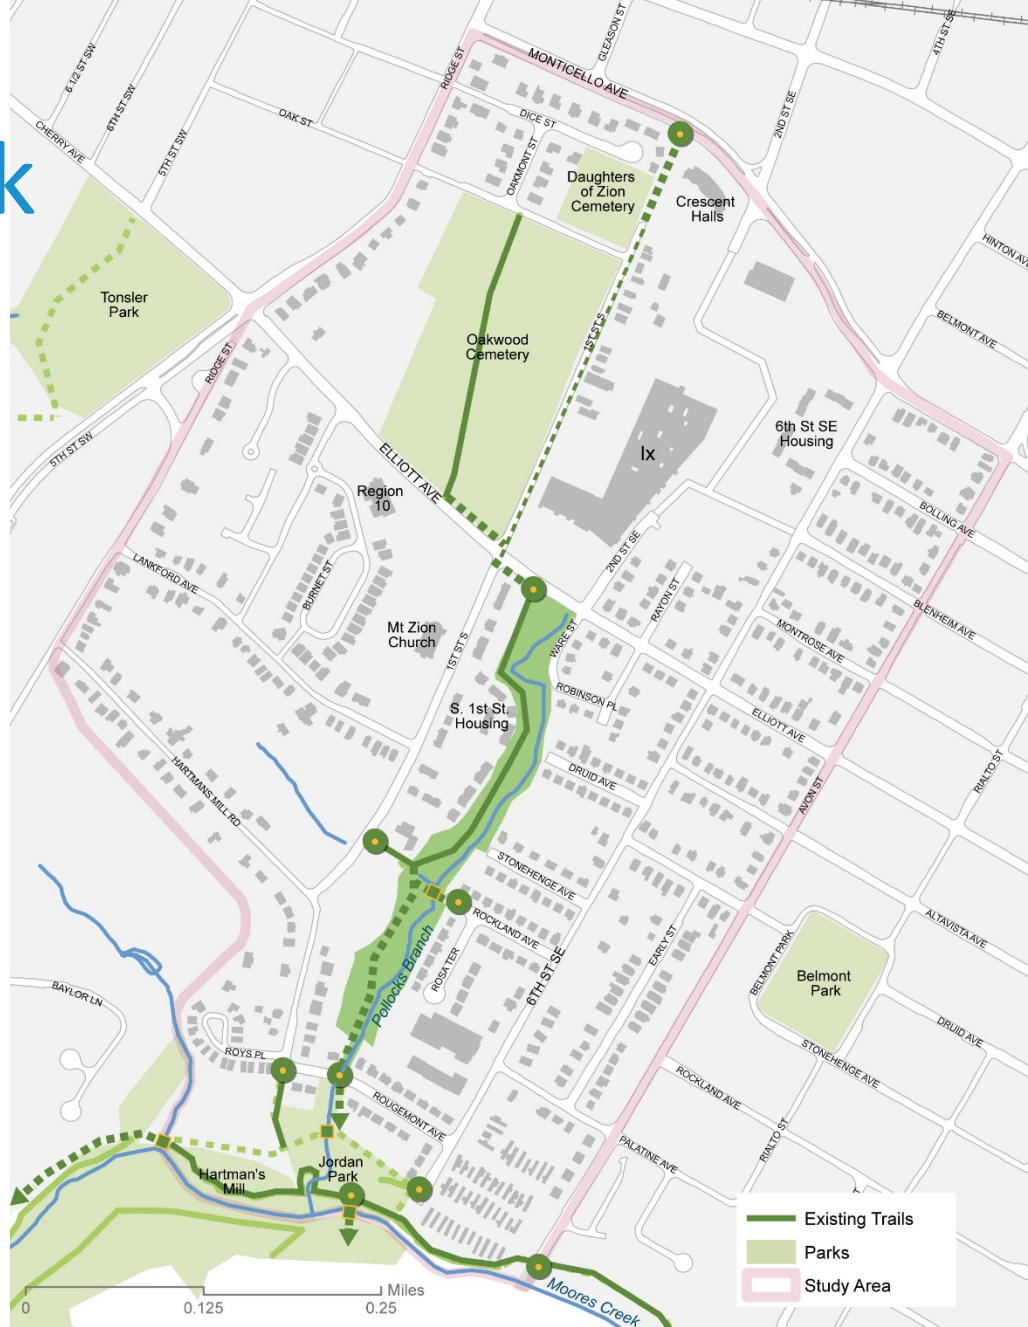 k
6 1/2 ST SW
6TH ST SW
5TH ST SW
CHERRY AVE
OAK ST
RIDGE ST
GLEASON ST
MONTICELLO AVE
4TH ST SE
2ND ST SE
DICE ST
OAKMONT ST
Daughters
of Zion
Cemetery
Crescent
Halls
HINTON AVE
BELMONT AVE
Tonsler
Park
Oakwood
Cemetery
1ST ST S
RIDGE ST
5TH ST SW
ELLIOTT AVE
Region
10
Ix
6th St SE
Housing
BOLLING AVE
2ND ST SE
LANKFORD AVE
BURNET ST
RAYON ST
BLENHEIM AVE
MONTROSE AVE
Mt Zion
Church
1ST ST S
WARE ST
ROBINSON PL
S. 1st St.
Housing
ELLIOTT AVE
DRUID AVE
RIALTO ST
AVON ST
HARTMANS MILL RD
STONEHENGE AVE
ROCKLAND AVE
ROSA TER
6TH ST SE
EARLY ST
BELMONT PARK
ALTAVISTA AVE
Belmont
Park
Pollocks Branch
BAYLOR LN
ROYS PL
DRUID AVE
STONEHENGE AVE
ROUGEMONT AVE
ROCKLAND AVE
RIALTO ST
PALATINE AVE
Hartman's
Mill
Jordan
Park
T
Existing Trails
Parks
Study Area
Miles
0
0.125
0.25
Moores Creek